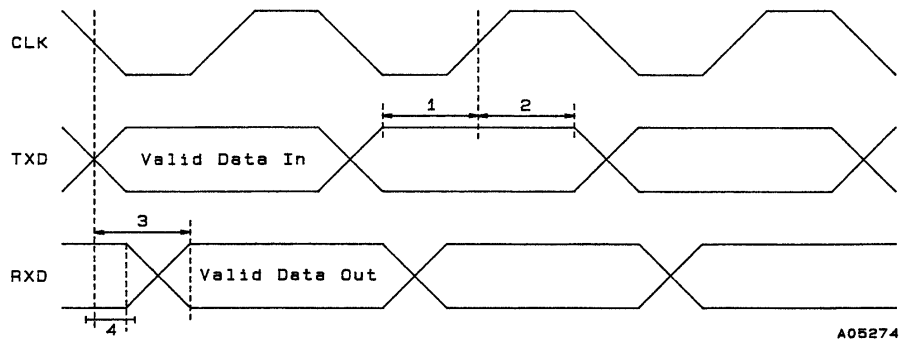 CLK
1 2
TXD Valid Data In
3
RXD Valid Data Out
4
A05274